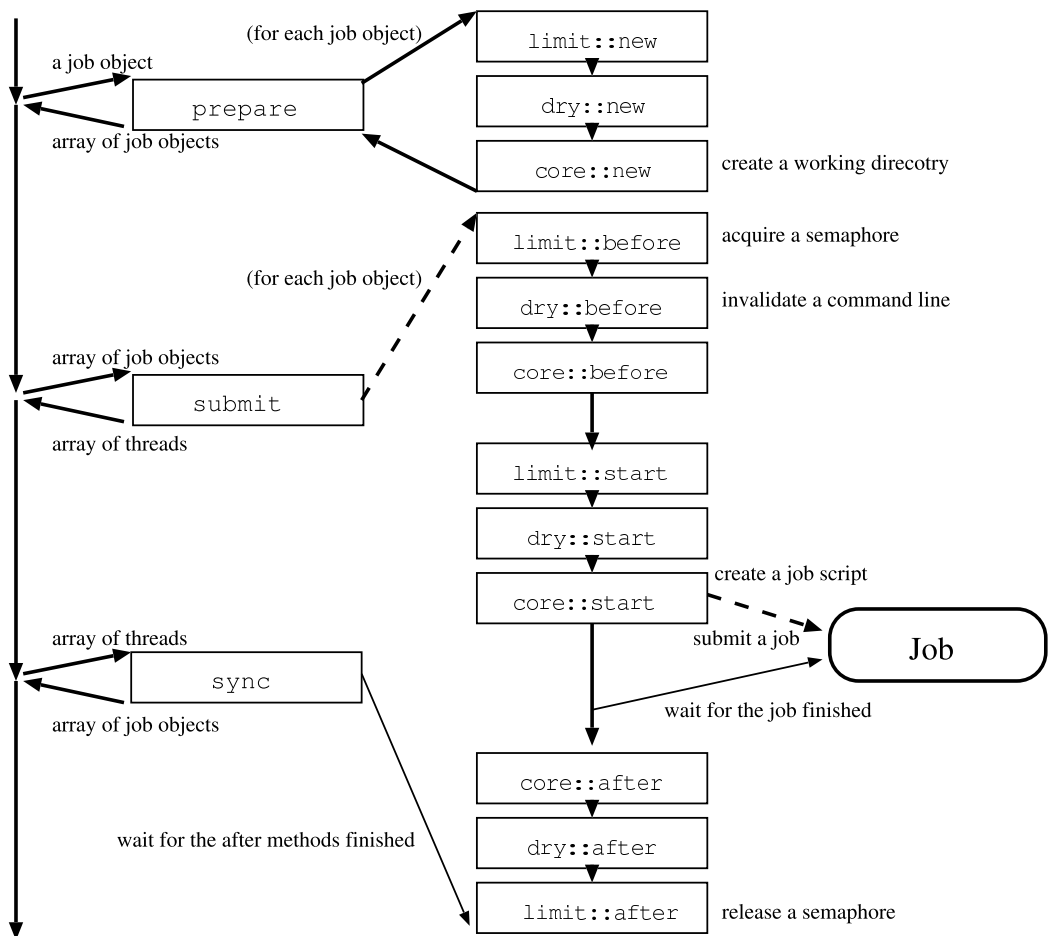 (for each job object)
limit::new
a job object
prepare
dry::new
array of job objects
core::new
create a working direcotry
limit::before
acquire a semaphore
(for each job object)
dry::before
invalidate a command line
array of job objects
core::before
submit
array of threads
limit::start
dry::start
create a job script
core::start
array of threads
submit a job
Job
sync
wait for the job finished
array of job objects
core::after
wait for the after methods finished
dry::after
limit::after
release a semaphore